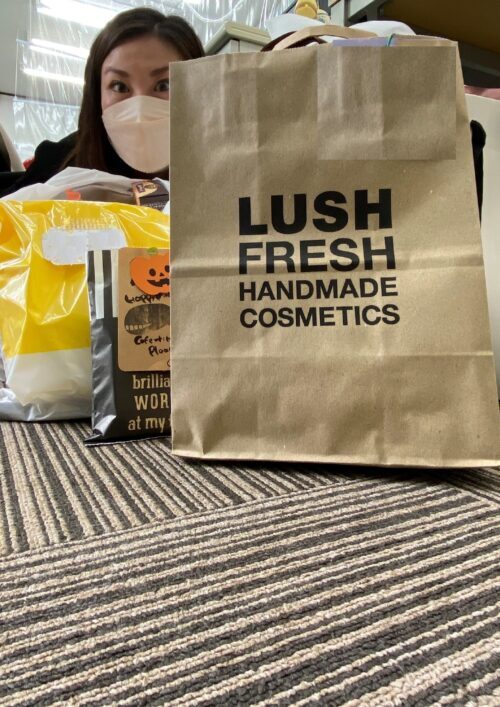 LUSH
FRESH
HANDMADE
COSMETICS
brillia
WOR
at my